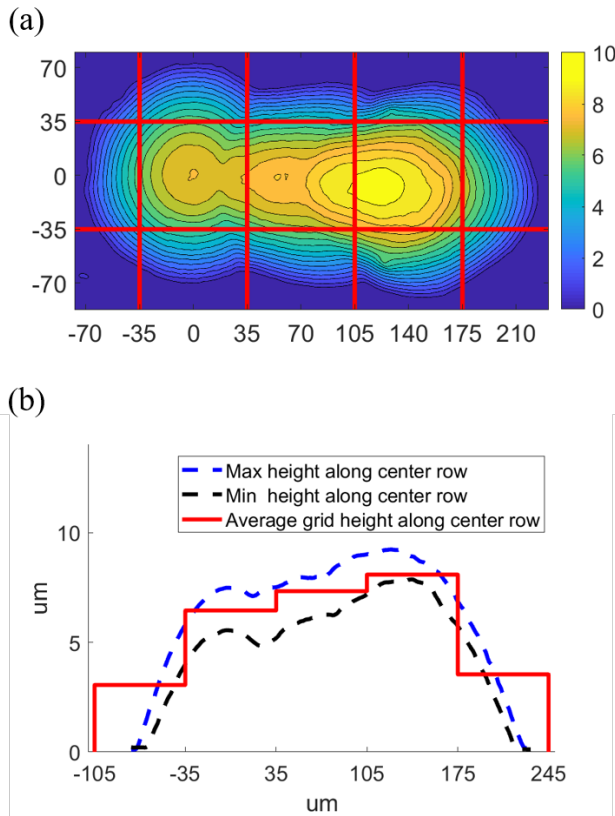 (a)
70
35
0
-35
-70
-70 -35 0 35 70 105 140 175 210
10
8
6
4
2
0
(b)
Max height along center row
Min height along center row
Average grid height along center row
10
5
0
um
-105 -35 35 105 175 245
um